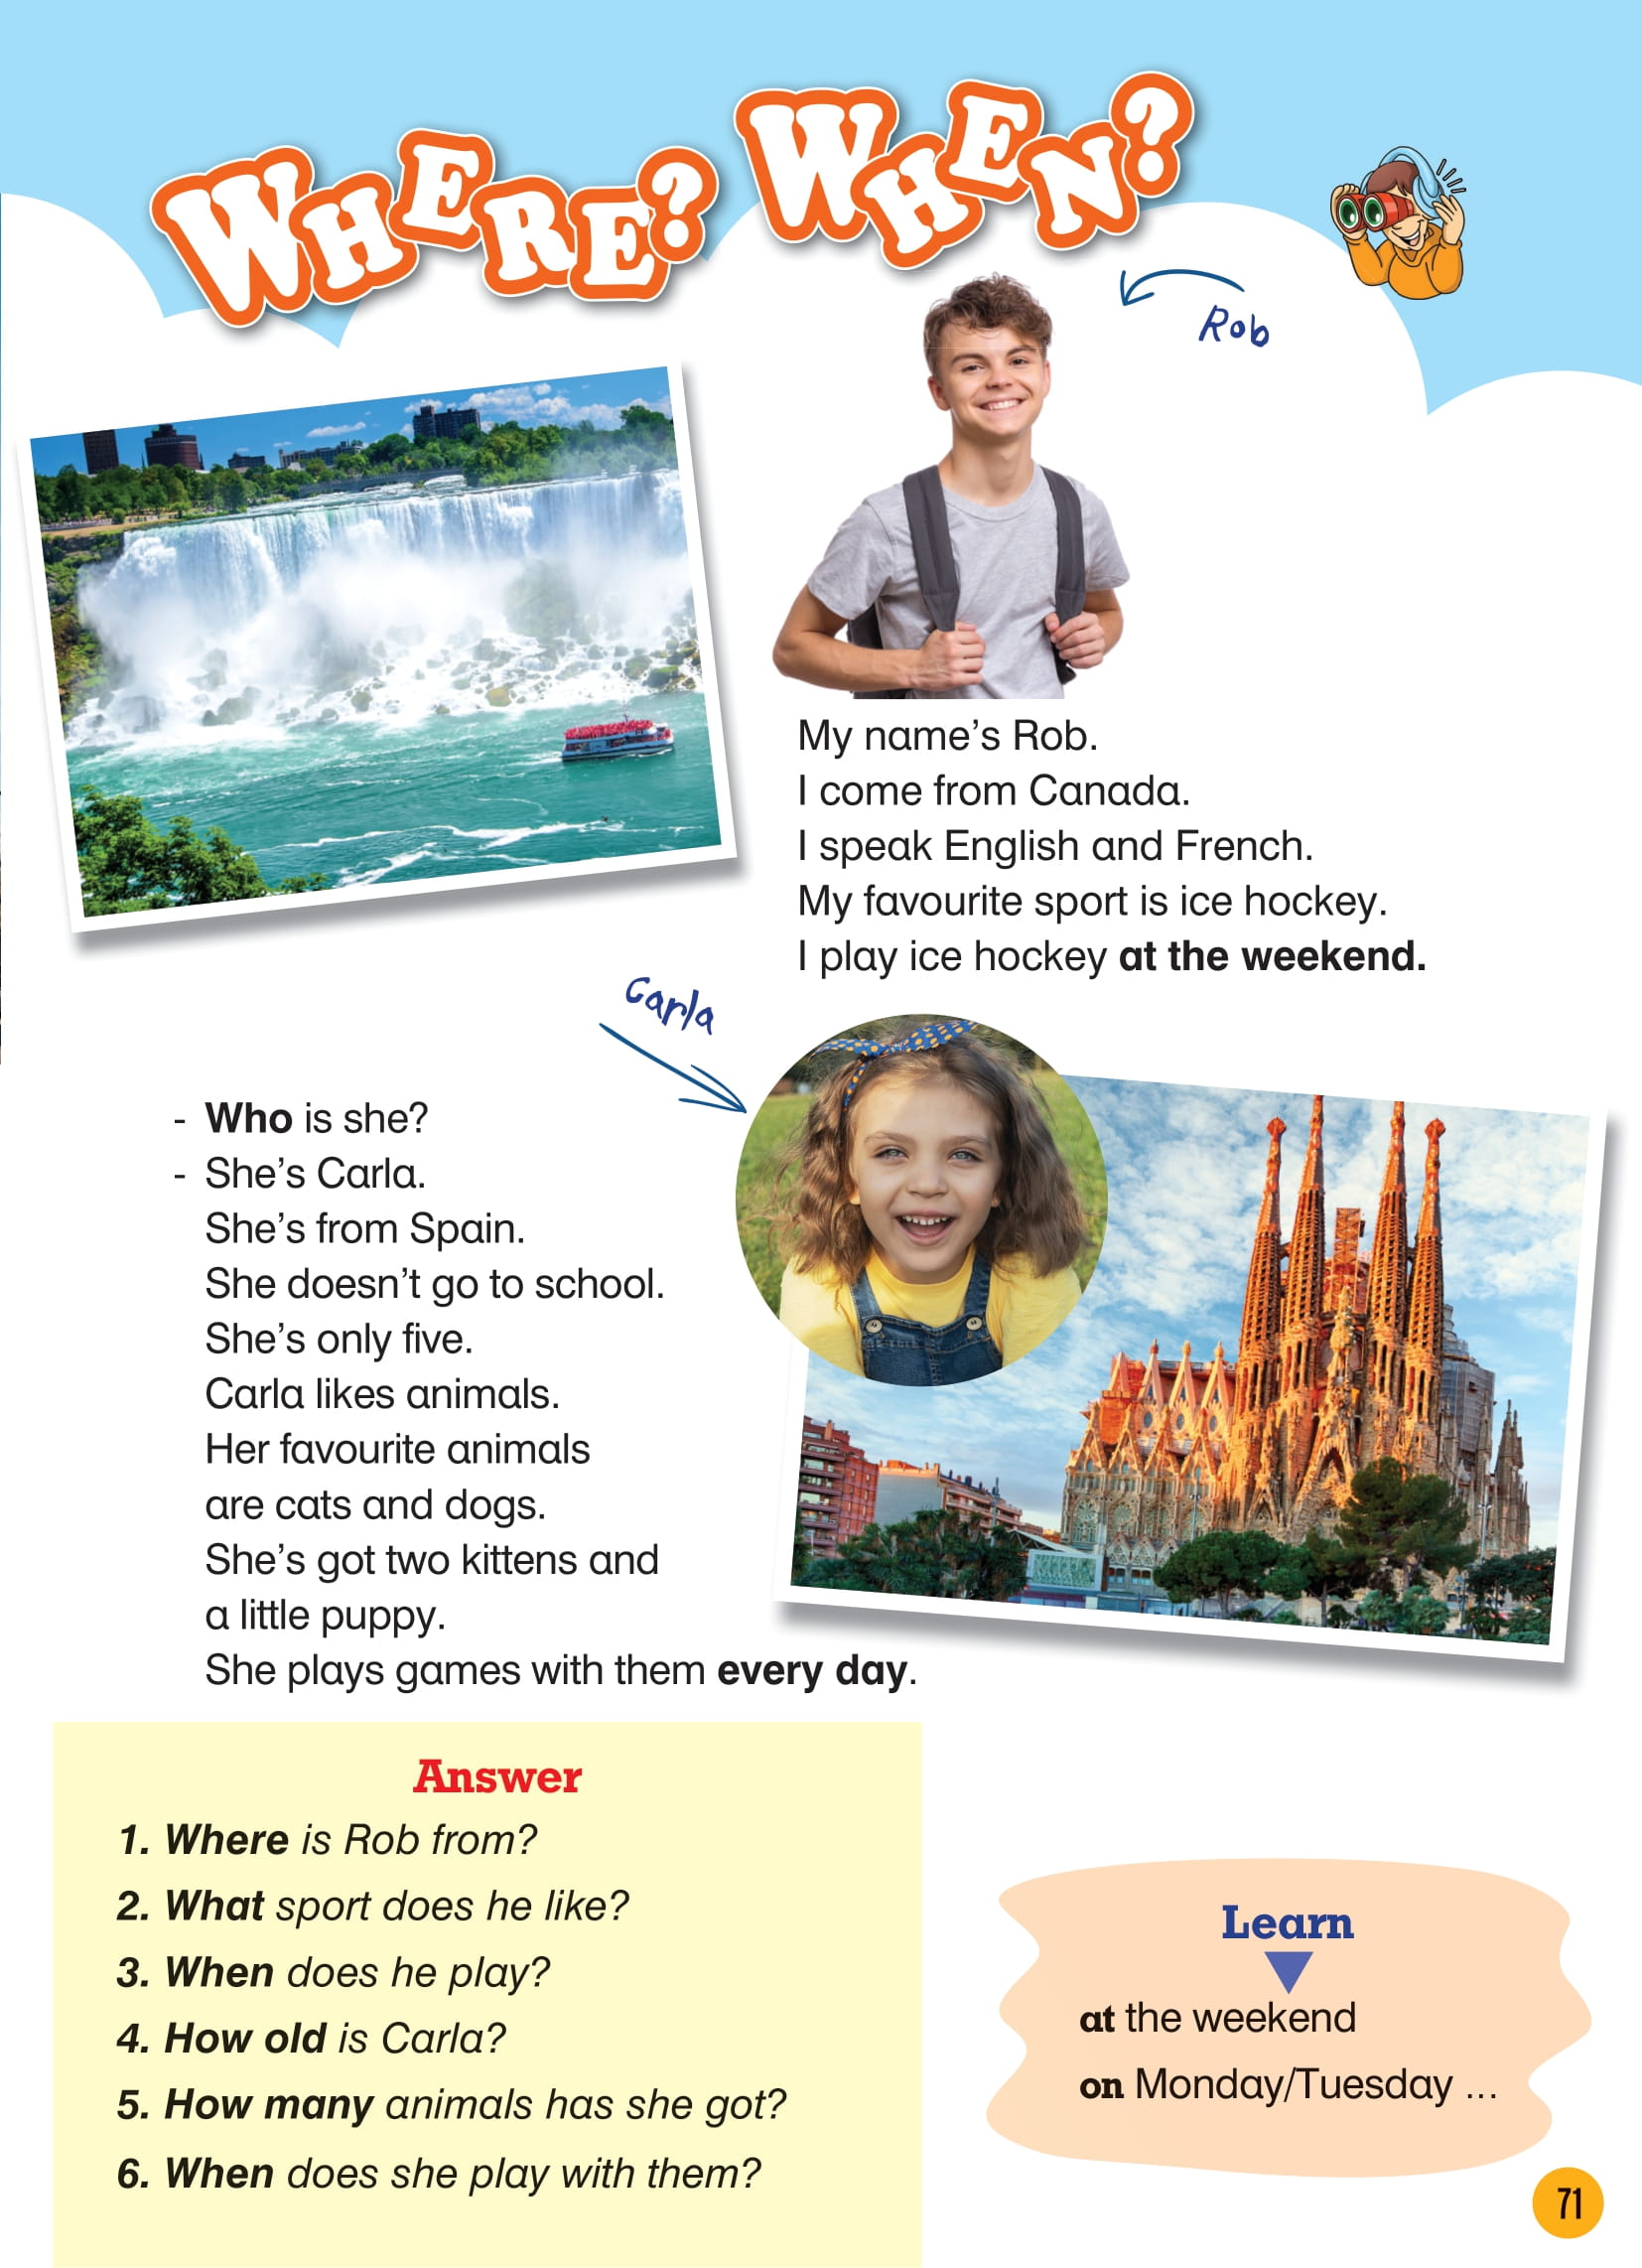 WHERE? WHEN?
Rob
My name's Rob.
I come from Canada.
I speak English and French.
My favourite sport is ice hockey.
I play ice hockey at the weekend.
Carla
- Who is she?
- She's Carla.
She's from Spain.
She doesn't go to school.
She's only five.
Carla likes animals.
Her favourite animals
are cats and dogs.
She's got two kittens and
a little puppy.
She plays games with them every day.
Answer
1. Where is Rob from?
2. What sport does he like?
3. When does he play?
4. How old is Carla?
5. How many animals has she got?
6. When does she play with them?
Learn
at the weekend
on Monday/Tuesday ...
71